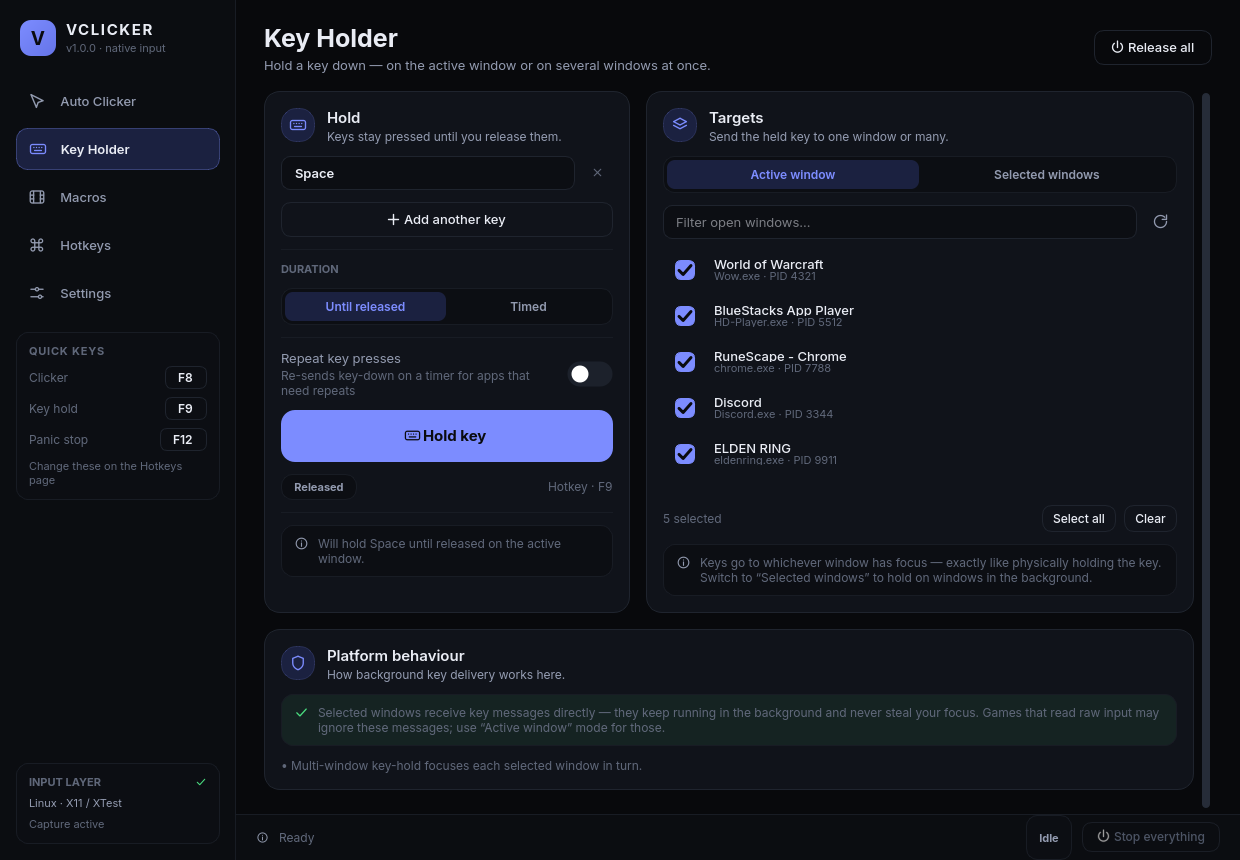 V
VCLICKER
v1.0.0 · native input
Auto Clicker
Key Holder
Macros
Hotkeys
Settings
QUICK KEYS
Clicker F8
Key hold F9
Panic stop F12
Change these on the Hotkeys
page
INPUT LAYER
Linux · X11 / XTest
Capture active
Key Holder
Hold a key down — on the active window or on several windows at once.
Release all
Hold
Keys stay pressed until you release them.
Space
Add another key
DURATION
Until released Timed
Repeat key presses
Re-sends key-down on a timer for apps that
need repeats
Hold key
Released Hotkey · F9
Will hold Space until released on the active
window.
Targets
Send the held key to one window or many.
Active window Selected windows
Filter open windows...
World of Warcraft
Wow.exe · PID 4321
BlueStacks App Player
HD-Player.exe · PID 5512
RuneScape - Chrome
chrome.exe · PID 7788
Discord
Discord.exe · PID 3344
ELDEN RING
eldenring.exe · PID 9911
5 selected Select all Clear
Keys go to whichever window has focus — exactly like physically holding the key.
Switch to “Selected windows” to hold on windows in the background.
Platform behaviour
How background key delivery works here.
Selected windows receive key messages directly — they keep running in the background and never steal your focus. Games that read raw input may
ignore these messages; use “Active window” mode for those.
• Multi-window key-hold focuses each selected window in turn.
Ready Idle Stop everything